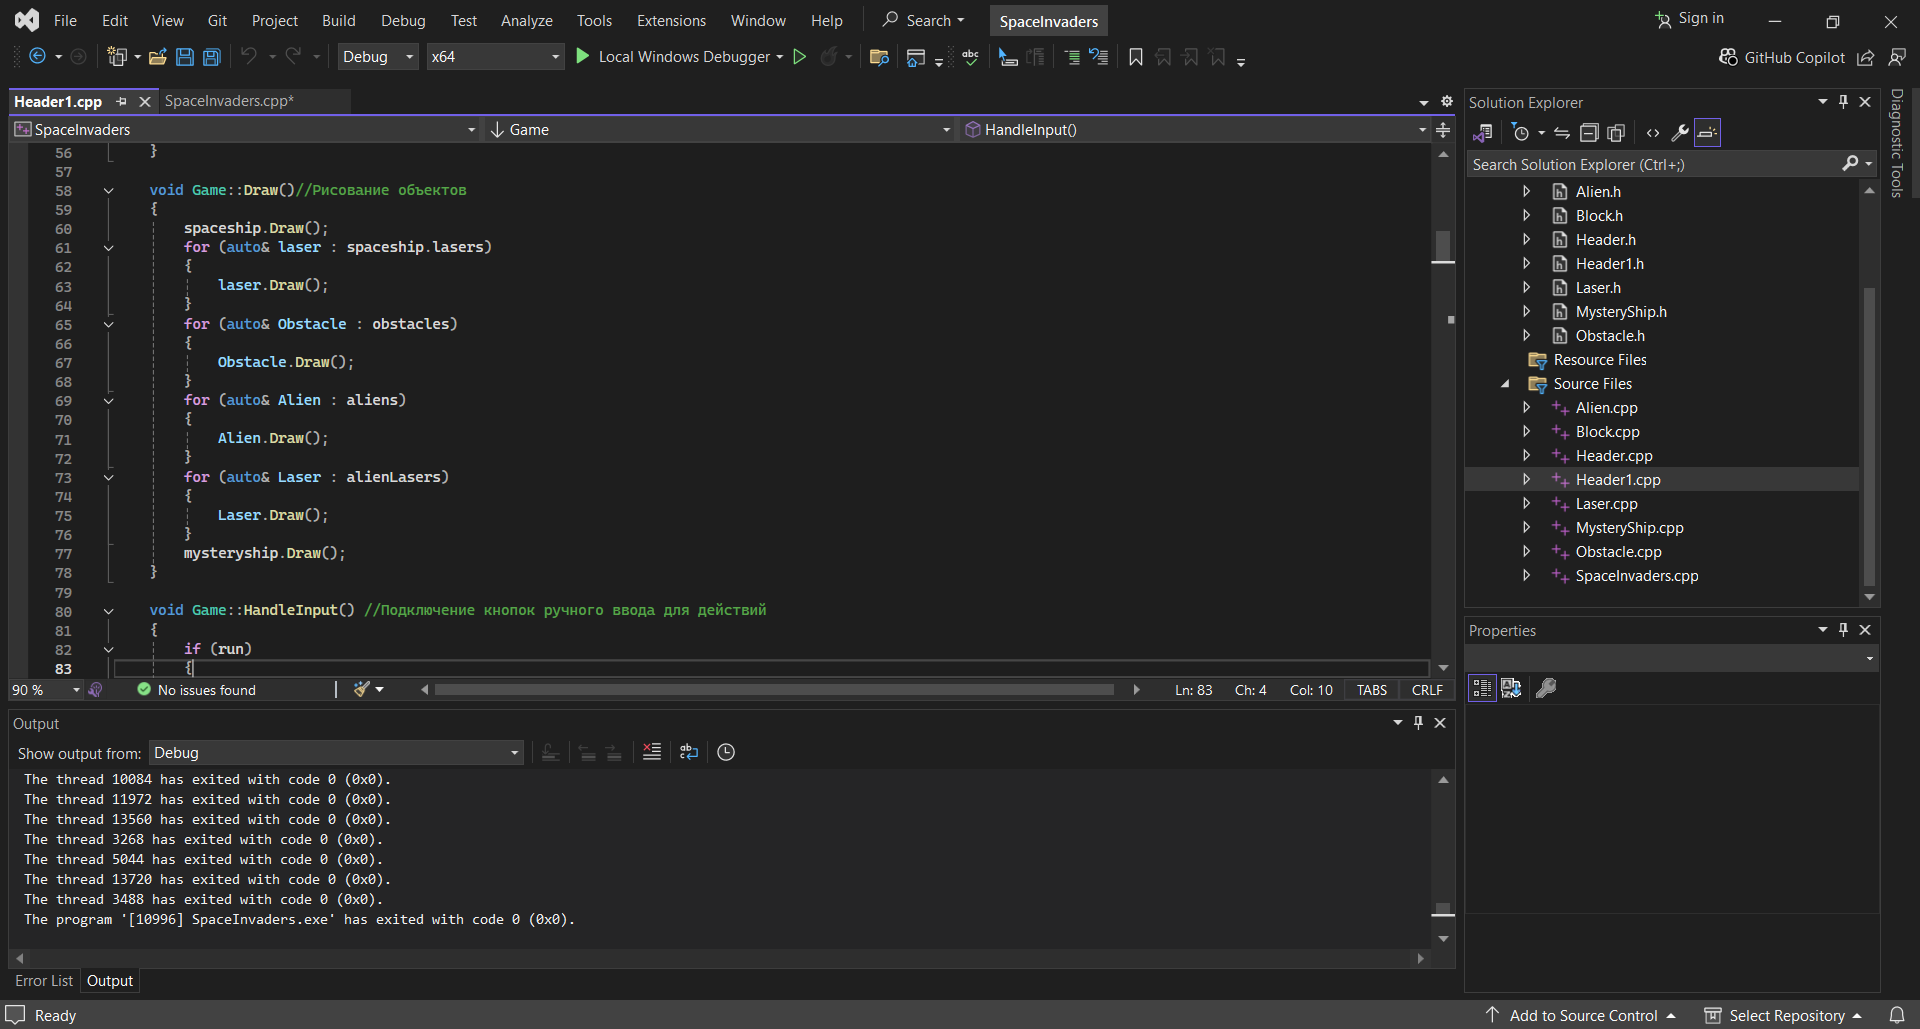 File Edit View Git Project Build Debug Test Analyze Tools Extensions Window Help Search SpaceInvaders Sign in
Debug x64 Local Windows Debugger abc GitHub Copilot
Header1.cpp SpaceInvaders.cpp*
SpaceInvaders Game HandleInput()
56 }
57
58 void Game::Draw()//Рисование объектов
59 {
60 spaceship.Draw();
61 for (auto& laser : spaceship.lasers)
62 {
63 laser.Draw();
64 }
65 for (auto& Obstacle : obstacles)
66 {
67 Obstacle.Draw();
68 }
69 for (auto& Alien : aliens)
70 {
71 Alien.Draw();
72 }
73 for (auto& Laser : alienLasers)
74 {
75 Laser.Draw();
76 }
77 mysteryship.Draw();
78 }
79
80 void Game::HandleInput() //Подключение кнопок ручного ввода для действий
81 {
82 if (run)
83 {
90 % No issues found Ln: 83 Ch: 4 Col: 10 TABS CRLF
Output
Show output from: Debug
The thread 10084 has exited with code 0 (0x0).
The thread 11972 has exited with code 0 (0x0).
The thread 13560 has exited with code 0 (0x0).
The thread 3268 has exited with code 0 (0x0).
The thread 5044 has exited with code 0 (0x0).
The thread 13720 has exited with code 0 (0x0).
The thread 3488 has exited with code 0 (0x0).
The program '[10996] SpaceInvaders.exe' has exited with code 0 (0x0).
Error List Output
Solution Explorer
Search Solution Explorer (Ctrl+;)
Alien.h
Block.h
Header.h
Header1.h
Laser.h
MysteryShip.h
Obstacle.h
Resource Files
Source Files
Alien.cpp
Block.cpp
Header.cpp
Header1.cpp
Laser.cpp
MysteryShip.cpp
Obstacle.cpp
SpaceInvaders.cpp
Properties
Diagnostic Tools
Ready Add to Source Control Select Repository